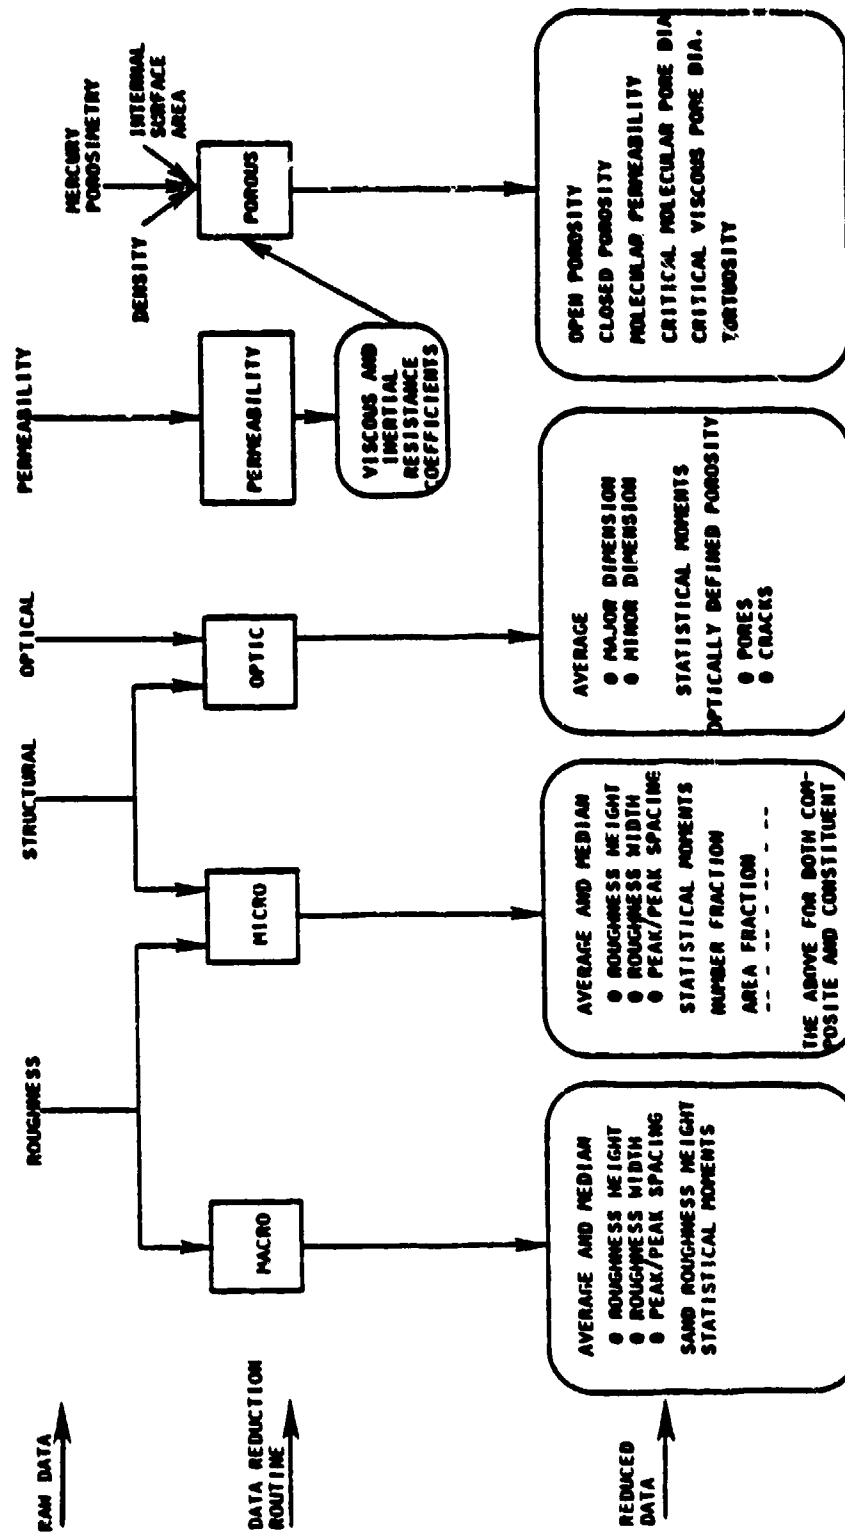 RAW DATA
ROUGHNESS
STRUCTURAL
OPTICAL
PERMEABILITY
DENSITY
MERCURY
POROSIMETRY
INTERNAL
SURFACE
AREA
DATA REDUCTION
ROUTINE
MACRO
MICRO
OPTIC
PERMEABILITY
POROUS
VISCOUS AND
INERTIAL
RESISTANCE
COEFFICIENTS
REDUCED
DATA
AVERAGE AND MEDIAN
● ROUGHNESS HEIGHT
● ROUGHNESS WIDTH
● PEAK/PEAK SPACING
SAND ROUGHNESS HEIGHT
STATISTICAL MOMENTS
AVERAGE AND MEDIAN
● ROUGHNESS HEIGHT
● ROUGHNESS WIDTH
● PEAK/PEAK SPACING
STATISTICAL MOMENTS
NUMBER FRACTION
AREA FRACTION
THE ABOVE FOR BOTH COM-
POSITE AND CONSTITUENT
AVERAGE
● MAJOR DIMENSION
● MINOR DIMENSION
STATISTICAL MOMENTS
OPTICALLY DEFINED POROSITY
● PORES
● CRACKS
OPEN POROSITY
CLOSED POROSITY
MOLECULAR PERMEABILITY
CRITICAL MOLECULAR PORE DIA
CRITICAL VISCOUS PORE DIA.
TORTUOSITY